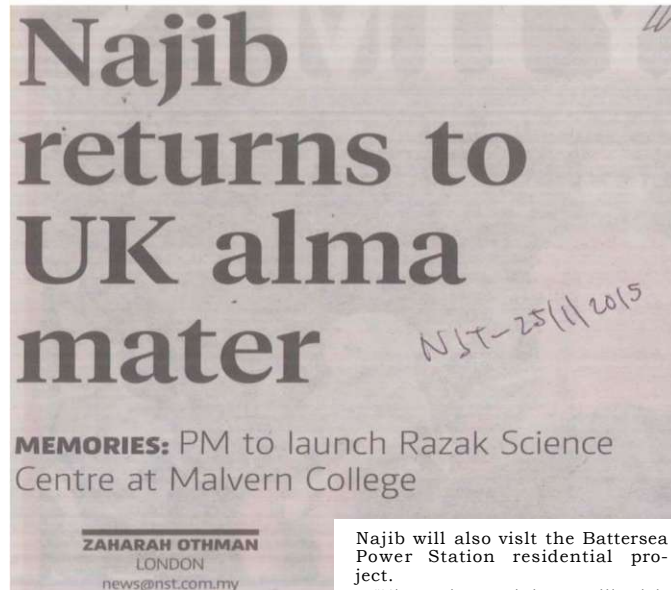 Najib
returns to
UK alma
mater
NST-25/1/2015
MEMORIES: PM to launch Razak Science
Centre at Malvern College
ZAHARAH OTHMAN
LONDON
news@nst.com.my
Najib will also visIt the Battersea
Power Station residential pro-
ject.